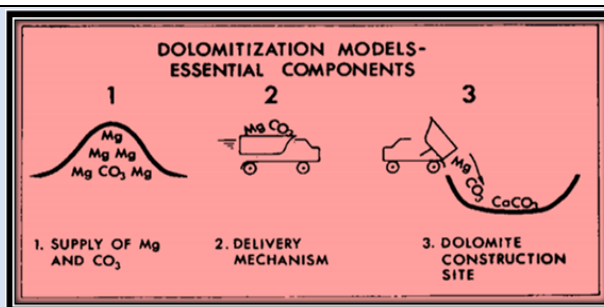 DOLOMITIZATION MODELS-
ESSENTIAL COMPONENTS
1
2
3
Mg
Mg Mg
Mg CO₃ Mg
Mg CO₂
Mg
CO₃
CaCO₃
1. SUPPLY OF Mg
AND CO₃
2. DELIVERY
MECHANISM
3. DOLOMITE
CONSTRUCTION
SITE